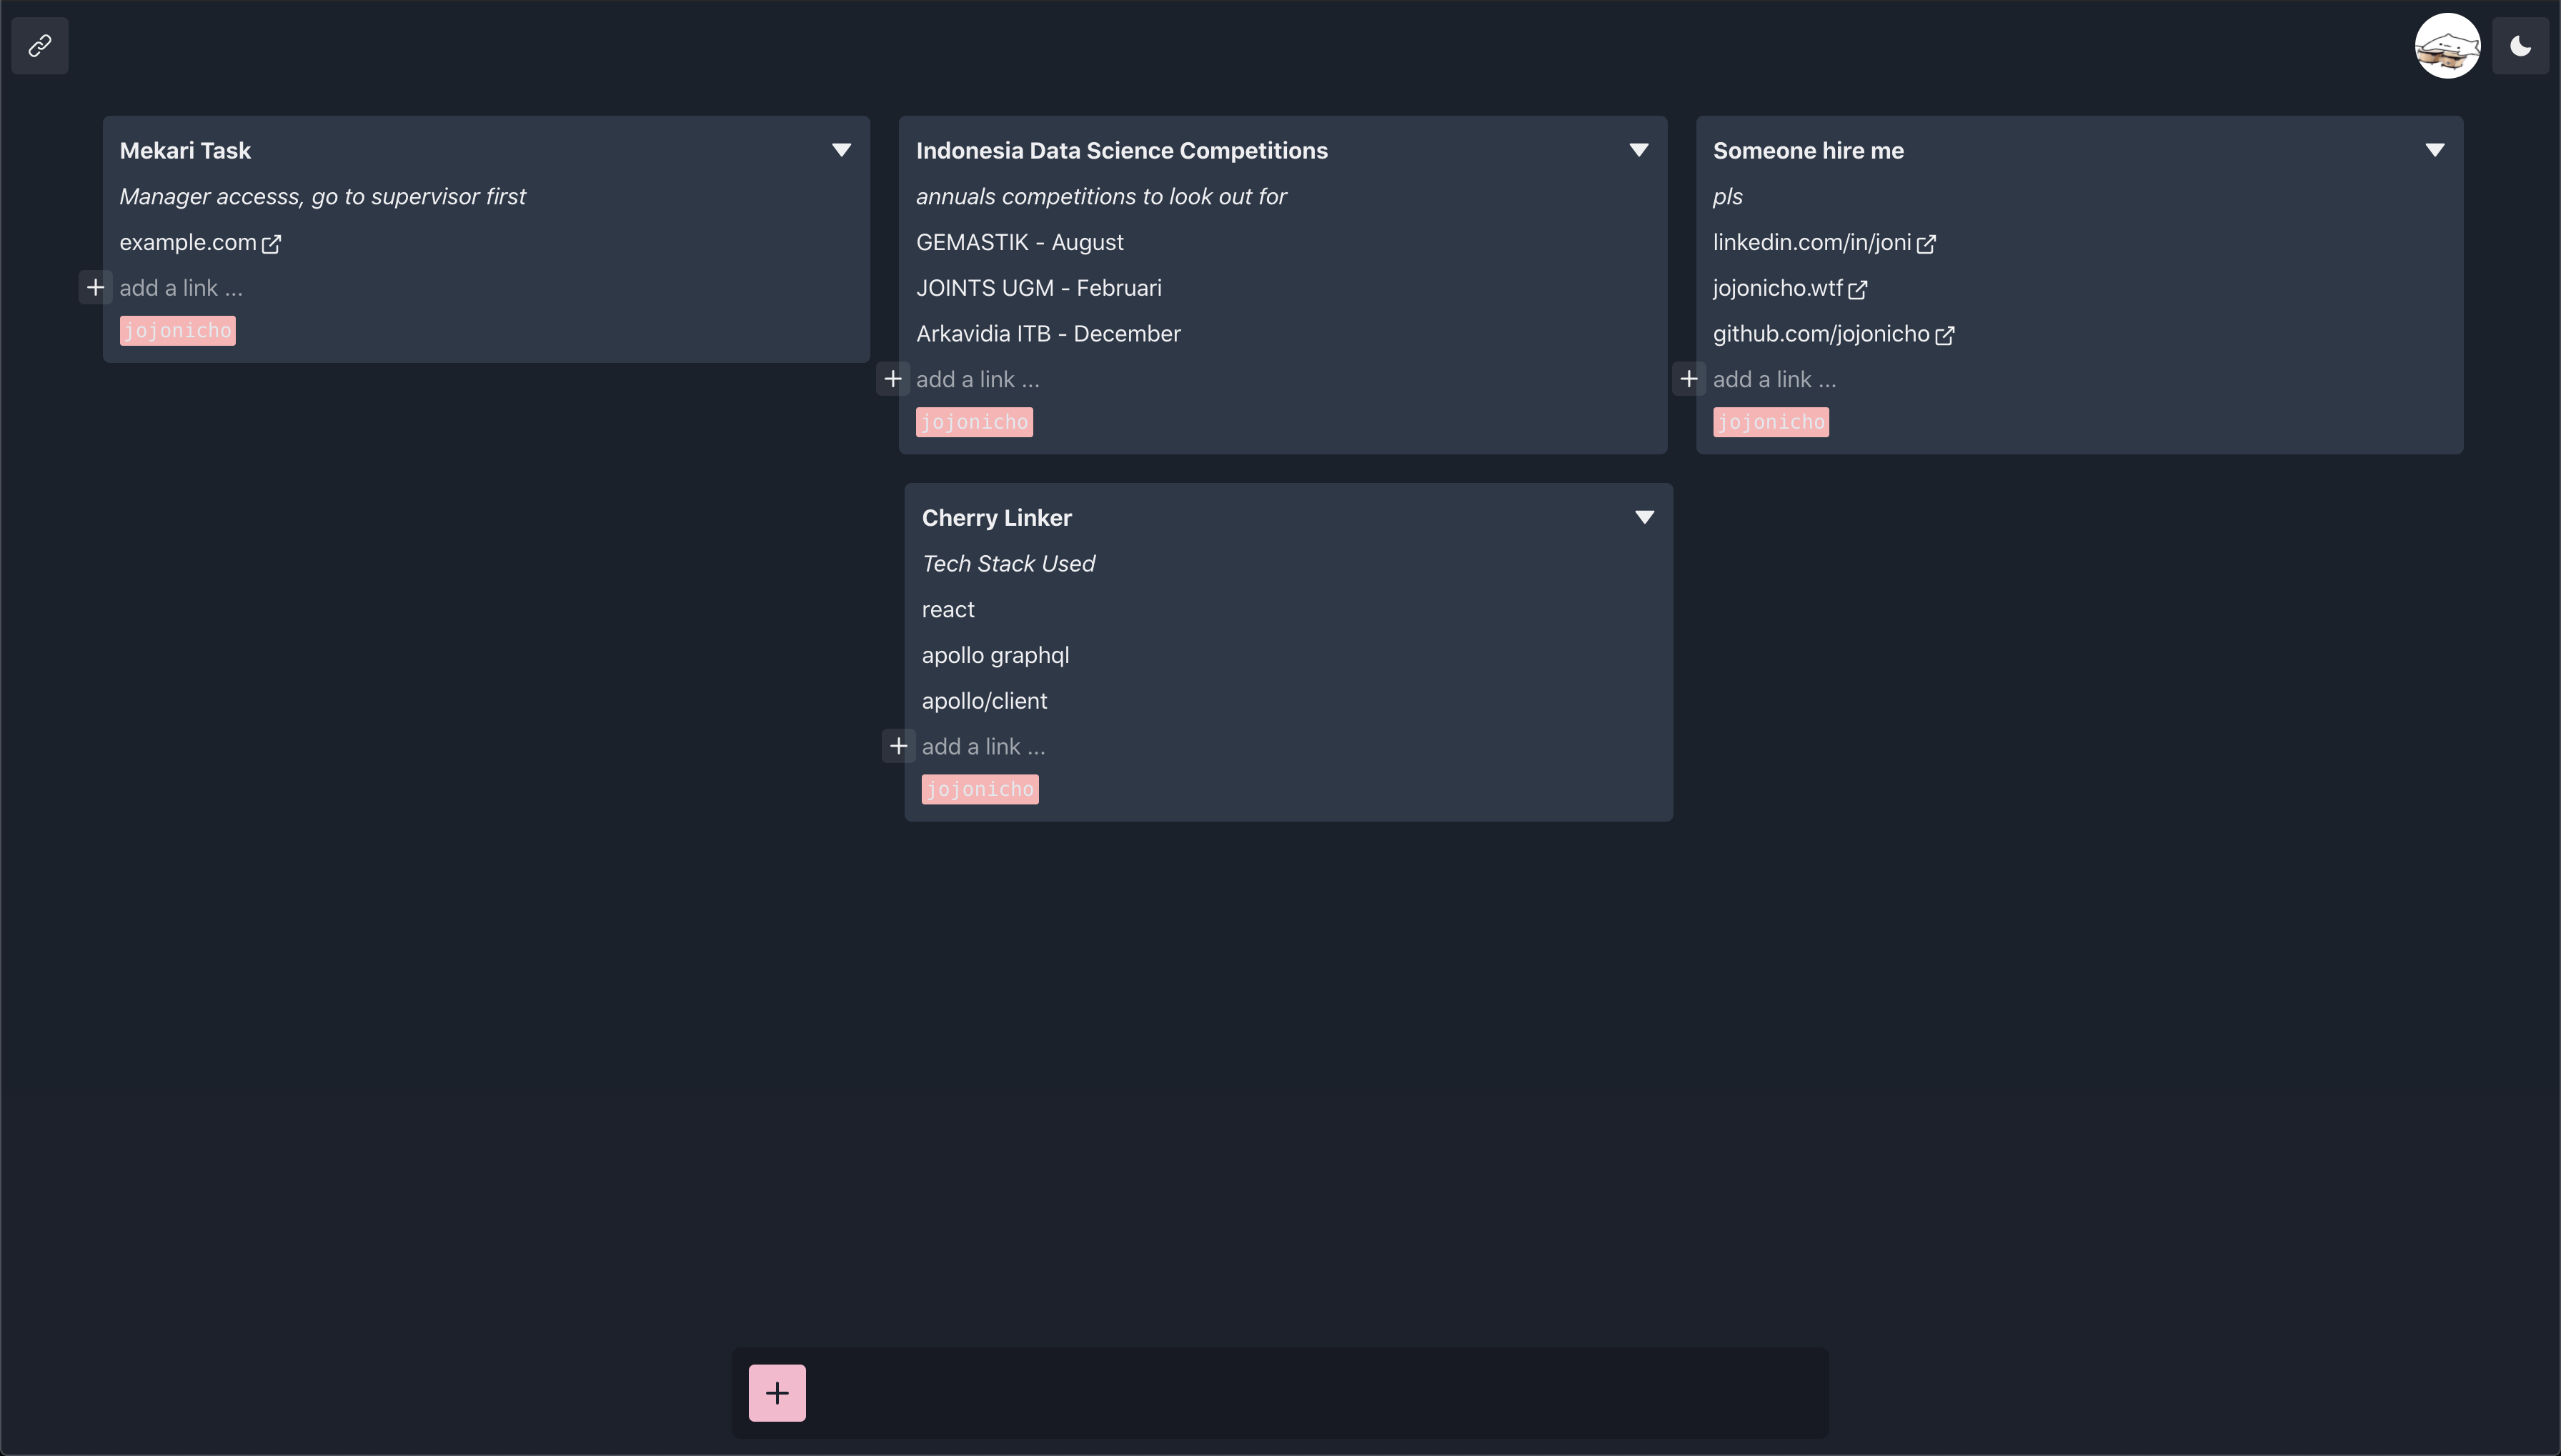 Mekari Task
Manager accesss, go to supervisor first
example.com
add a link ...
jojonicho
Indonesia Data Science Competitions
annuals competitions to look out for
GEMASTIK - August
JOINTS UGM - Februari
Arkavidia ITB - December
add a link ...
jojonicho
Someone hire me
pls
linkedin.com/in/joni
jojonicho.wtf
github.com/jojonicho
add a link ...
jojonicho
Cherry Linker
Tech Stack Used
react
apollo graphql
apollo/client
add a link ...
jojonicho